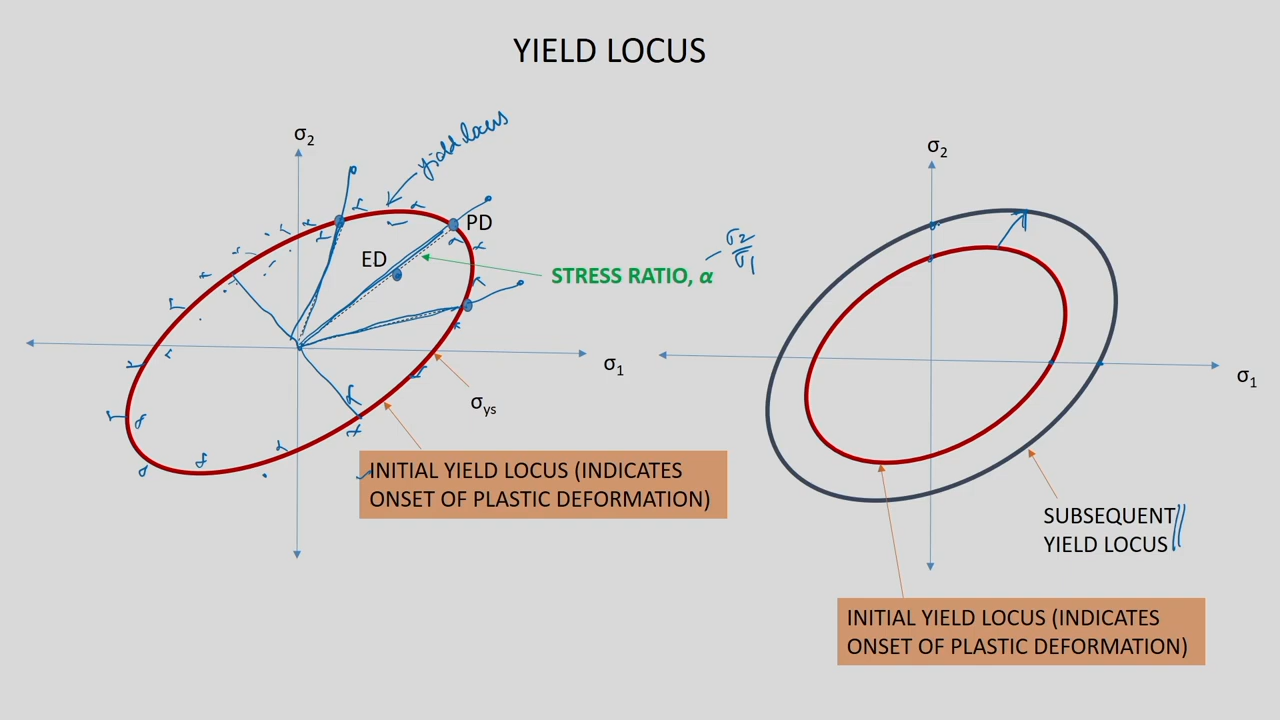 YIELD LOCUS
σ2
yield locus
PD
ED
STRESS RATIO, α
- σ2/σ1
σ1
σys
INITIAL YIELD LOCUS (INDICATES
ONSET OF PLASTIC DEFORMATION)
σ2
σ1
SUBSEQUENT
YIELD LOCUS
INITIAL YIELD LOCUS (INDICATES
ONSET OF PLASTIC DEFORMATION)